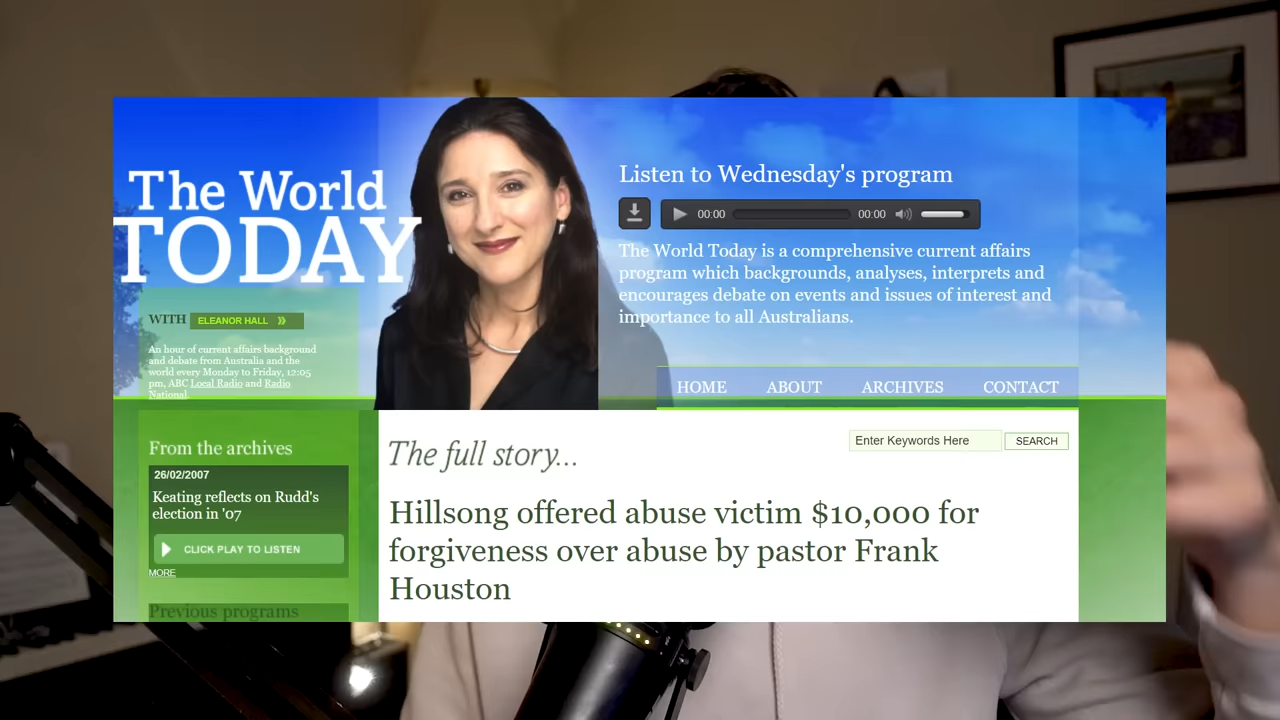 The World
TODAY
WITH ELEANOR HALL
An hour of current affairs background
and debate from Australia and the
world every Monday to Friday, 12:05
pm, ABC Local Radio and Radio
National.
Listen to Wednesday's program
00:00 00:00
The World Today is a comprehensive current affairs
program which backgrounds, analyses, interprets and
encourages debate on events and issues of interest and
importance to all Australians.
HOME ABOUT ARCHIVES CONTACT
From the archives
26/02/2007
Keating reflects on Rudd's
election in '07
CLICK PLAY TO LISTEN
MORE
Previous programs
Enter Keywords Here SEARCH
The full story...
Hillsong offered abuse victim $10,000 for
forgiveness over abuse by pastor Frank
Houston